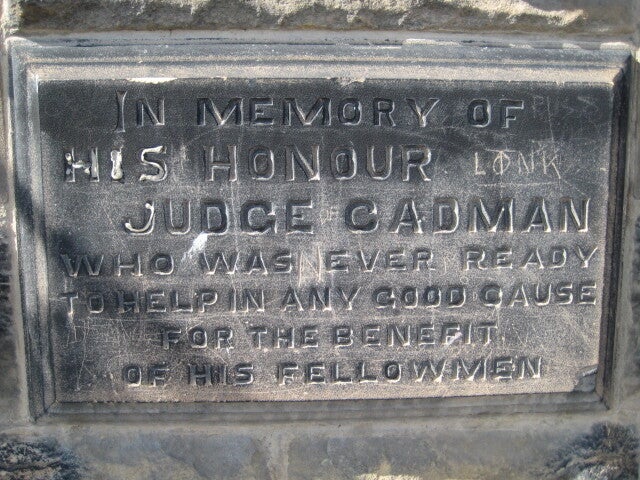 IN MEMORY OF
HIS HONOUR LONK
JUDGE CADMAN
WHO WAS EVER READY
TO HELP IN ANY GOOD CAUSE
FOR THE BENEFIT
OF HIS FELLOWMEN